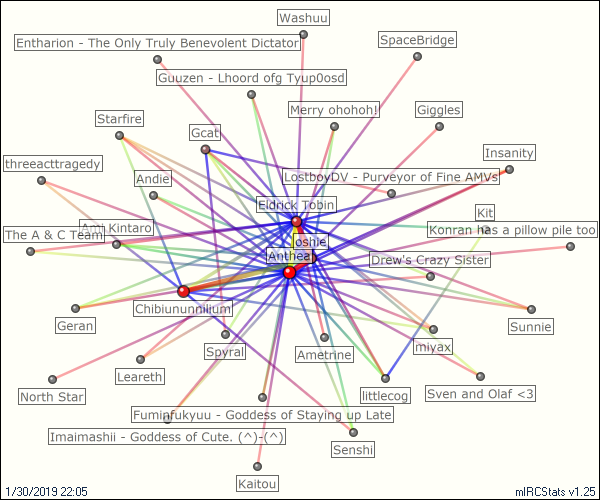 Washuu
Entharion - The Only Truly Benevolent Dictator
SpaceBridge
Guuzen - Lhoord ofg Tyup0osd
Merry ohohoh!
Giggles
Starfire
Gcat
Insanity
threeacttragedy
Andie
LostboyDV - Purveyor of Fine AMVs
Eldrick Tobin
Kit
Kintaro
Konran has a pillow pile too
The A & C Team
oshie
Anthea
Drew's Crazy Sister
Chibiununnilium
Geran
Sunnie
Spyral
Ametrine
miyax
Leareth
North Star
littlecog
Sven and Olaf <3
Fumiafukyuu - Goddess of Staying up Late
Imaimashii - Goddess of Cute. (^)-(^)
Senshi
Kaitou
1/30/2019 22:05
mIRCStats v1.25